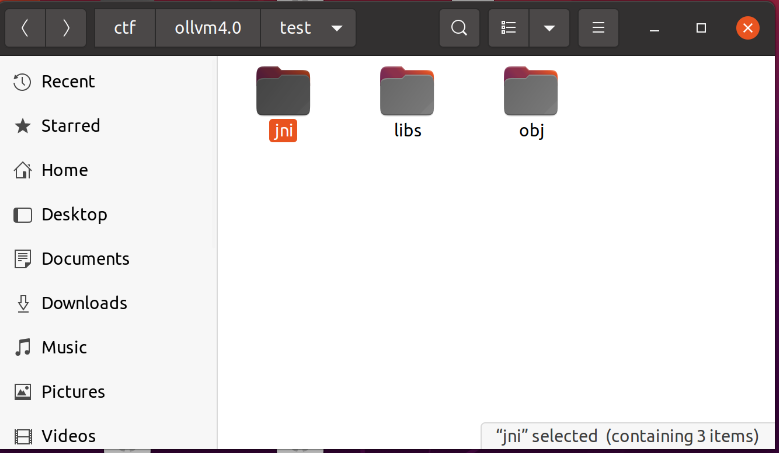 ctf ollvm4.0 test
Recent
Starred
Home
Desktop
Documents
Downloads
Music
Pictures
Videos
jni libs obj
“jni” selected (containing 3 items)